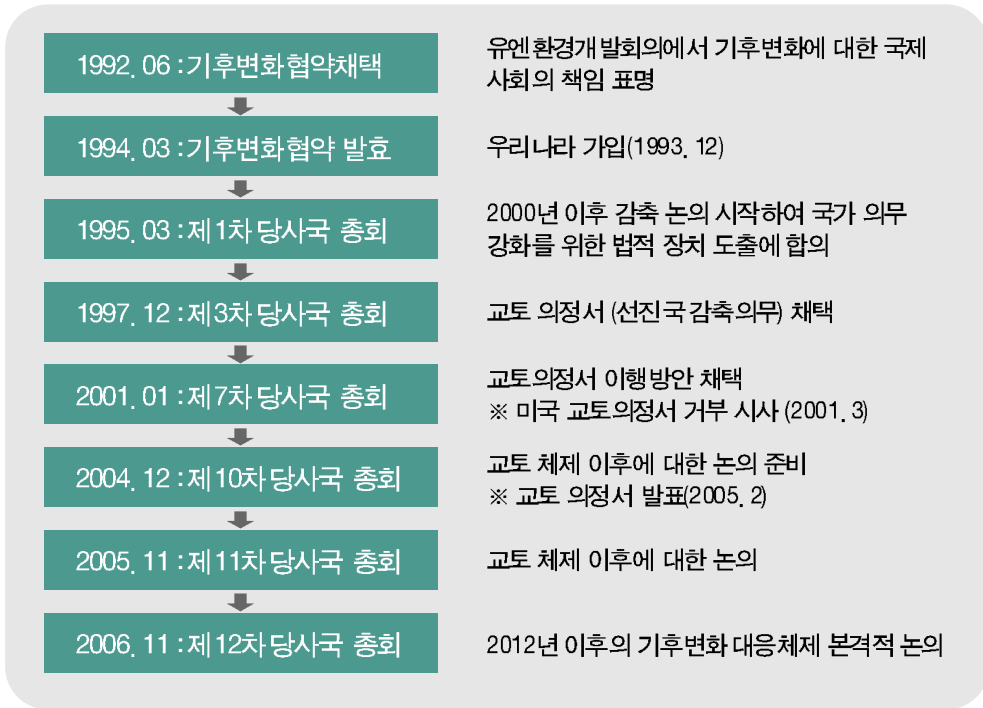 1992. 06 : 기후변화 협약채택
유엔환경개발회의에서 기후변화에 대한 국제
사회의 책임 표명
1994. 03 : 기후변화 협약 발효
우리나라 가입(1993. 12)
1995. 03 : 제1차 당사국 총회
2000년 이후 감축 논의 시작하여 국가 의무
강화를 위한 법적 장치 도출에 합의
1997. 12 : 제3차 당사국 총회
교토 의정서 (선진국 감축의무) 채택
2001. 01 : 제7차 당사국 총회
교토의정서 이행방안 채택
※ 미국 교토의정서 거부 시사 (2001. 3)
2004. 12 : 제10차 당사국 총회
교토 체제 이후에 대한 논의 준비
※ 교토 의정서 발표(2005. 2)
2005. 11 : 제11차 당사국 총회
교토 체제 이후에 대한 논의
2006. 11 : 제12차 당사국 총회
2012년 이후의 기후변화 대응체제 본격적 논의